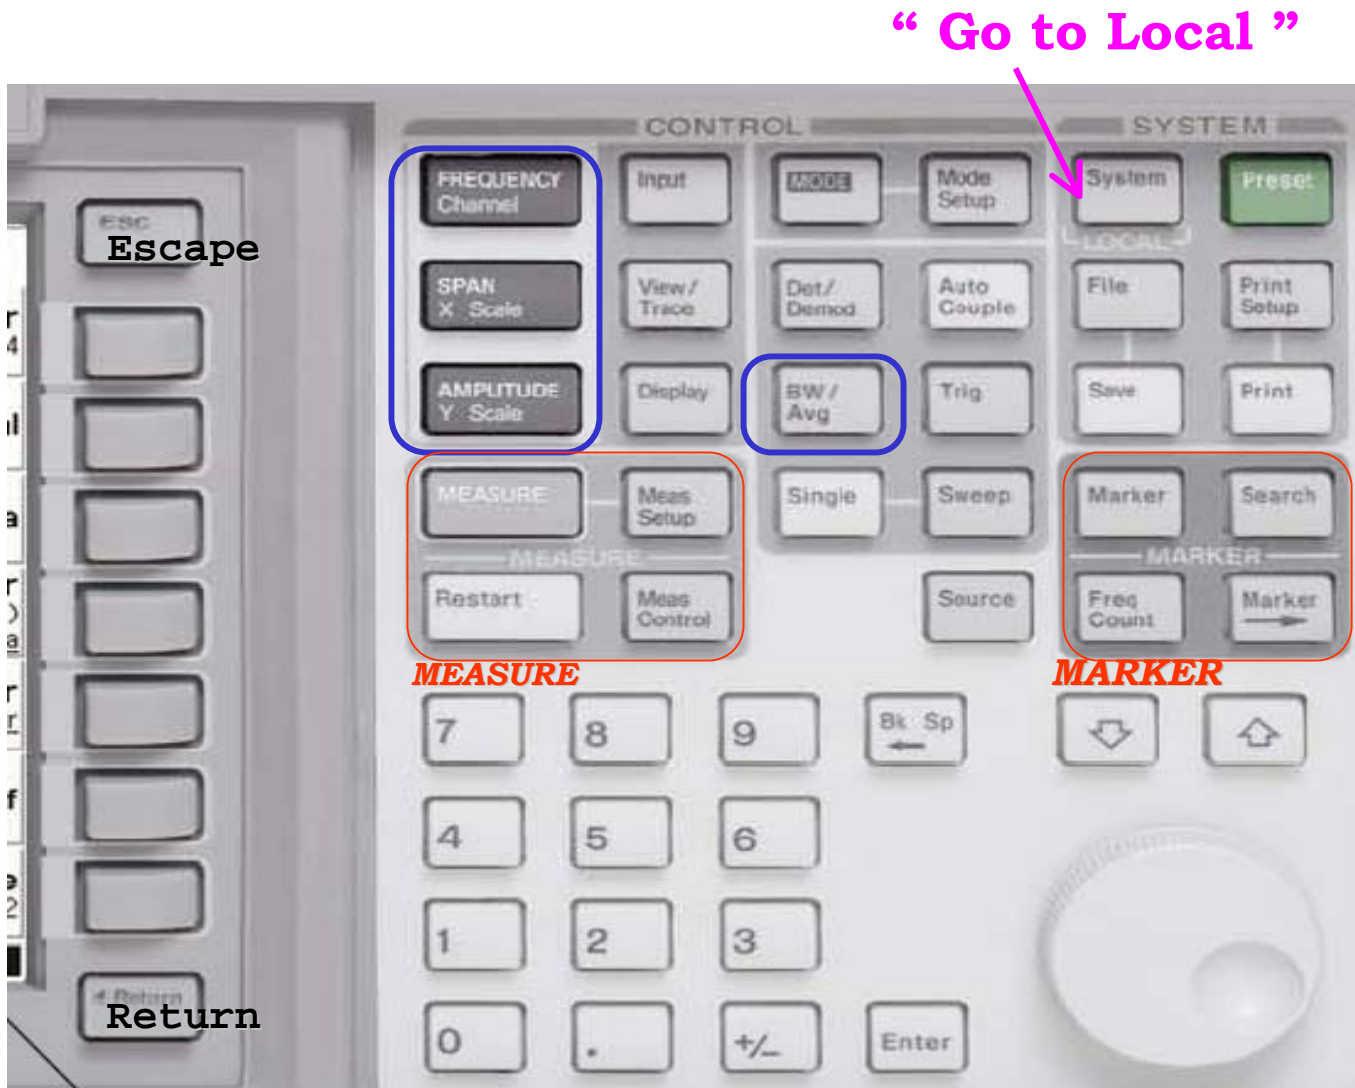 “ Go to Local ”
CONTROL
SYSTEM
FREQUENCY
Channel
Input
MODE
Mode
Setup
System
Preset
LOCAL
ESC
Escape
SPAN
X Scale
View/
Trace
Det/
Demod
Auto
Couple
File
Print
Setup
AMPLITUDE
Y Scale
Display
BW/
Avg
Trig
Save
Print
MEASURE
Meas
Setup
Single
Sweep
Marker
Search
MEASURE
MARKER
Restart
Meas
Control
Source
Freq
Count
Marker
MEASURE
MARKER
7
8
9
Bk Sp
4
5
6
1
2
3
Return
Return
0
.
+/-
Enter